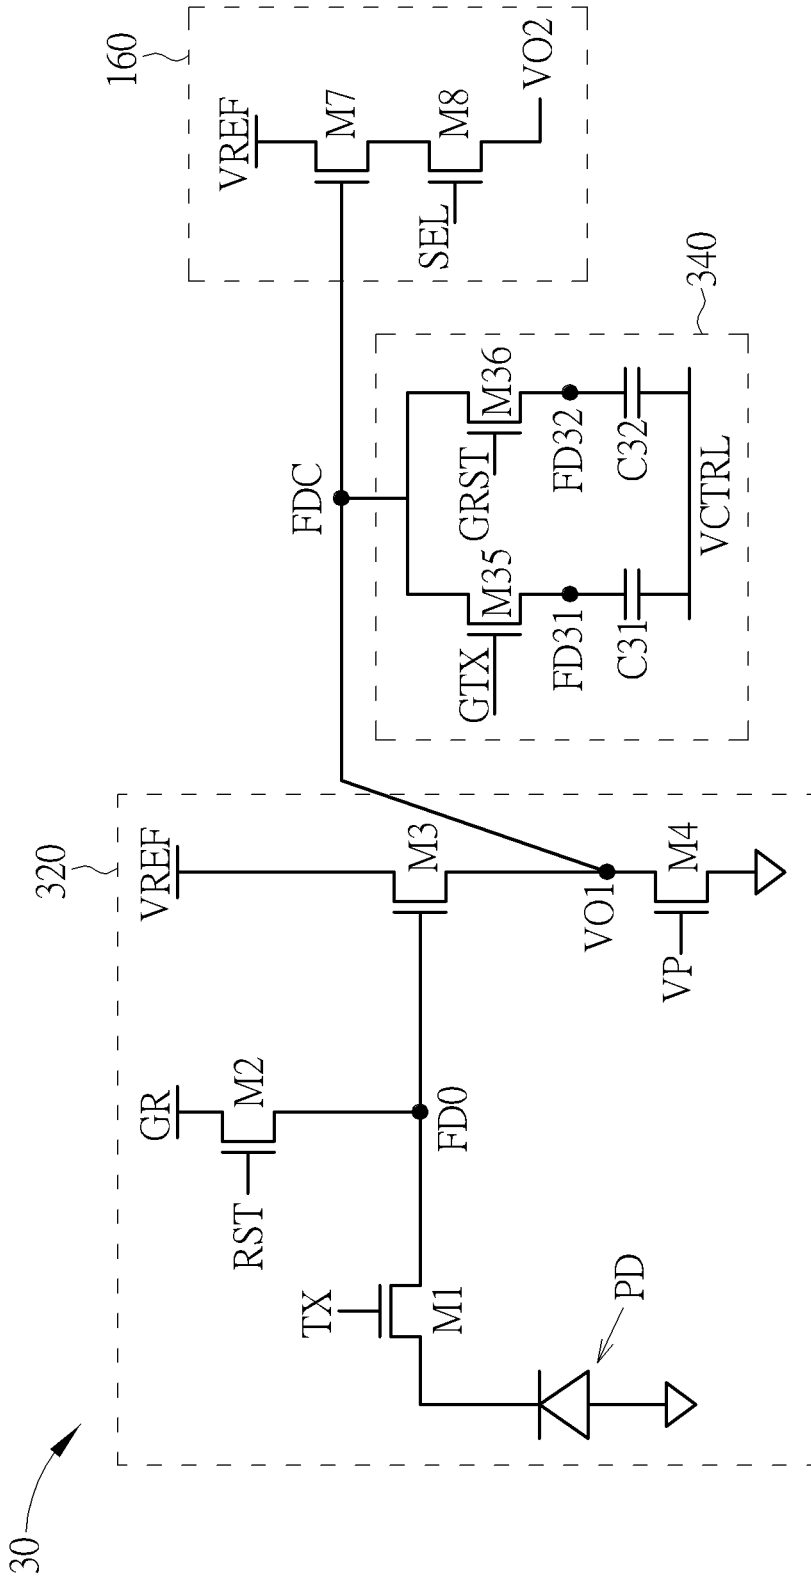 30
320
GR
VREF
RST
M2
TX
M1
FD0
M3
PD
VO1
VP
M4
FDC
340
GTX
M35
GRST
M36
FD31
FD32
C31
C32
VCTRL
160
VREF
M7
SEL
M8
VO2